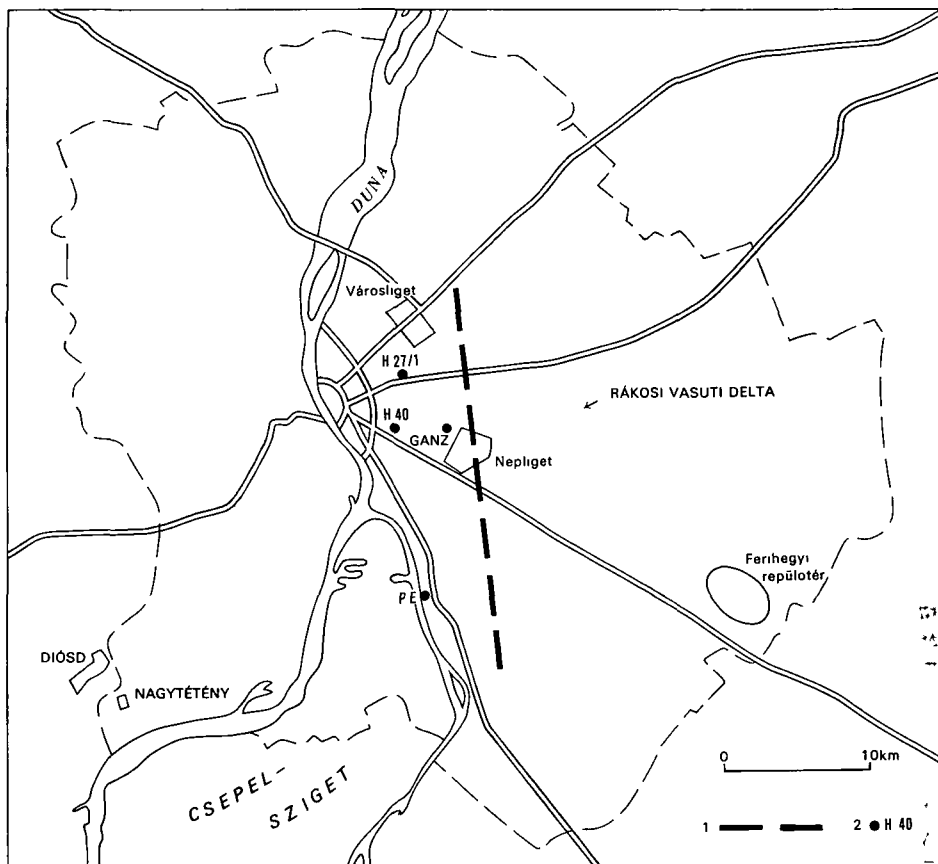 DUNA
Városliget
H 27/1
RÁKOSI VASUTI DELTA
H 40
GANZ
Nepliget
Ferihegyi
repülotér
PE
DIÓSD
NAGYTÉTÉNY
CSEPEL-
SZIGET
0 10km
1 2 H 40